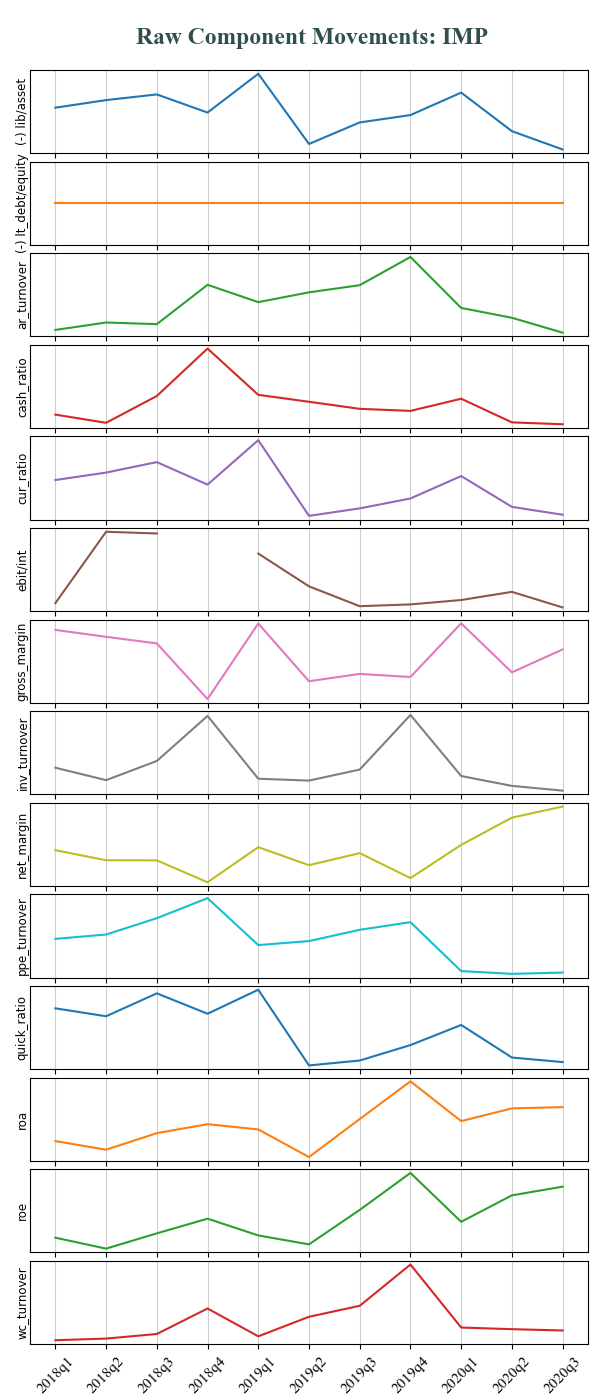 Raw Component Movements: IMP
(-) lib/asset
(-) lt_debt/equity
ar_turnover
cash_ratio
cur_ratio
ebit/int
gross_margin
inv_turnover
net_margin
ppe_turnover
quick_ratio
roa
roe
wc_turnover
2018q1 2018q2 2018q3 2018q4 2019q1 2019q2 2019q3 2019q4 2020q1 2020q2 2020q3